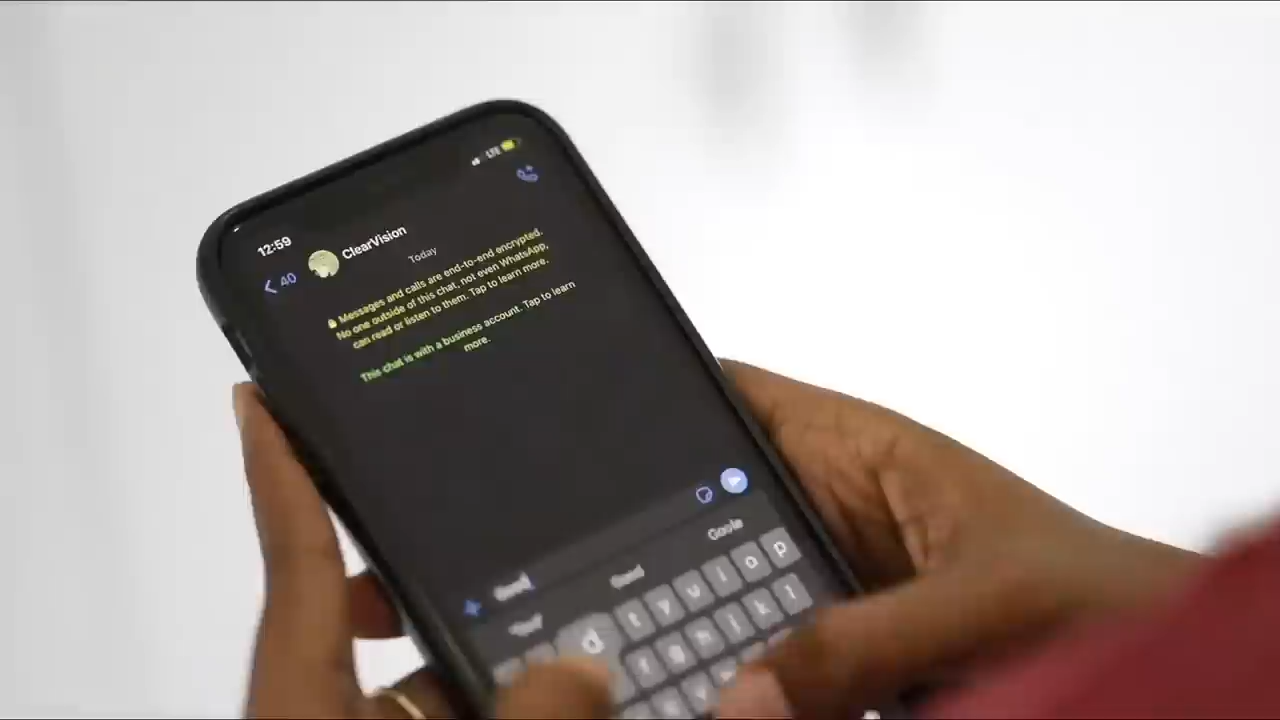 12:59
LTE
40
ClearVision
Today
Messages and calls are end-to-end encrypted.
No one outside of this chat, not even WhatsApp,
can read or listen to them. Tap to learn more.
This chat is with a business account. Tap to learn
more.
d t y u i o p
h j k l